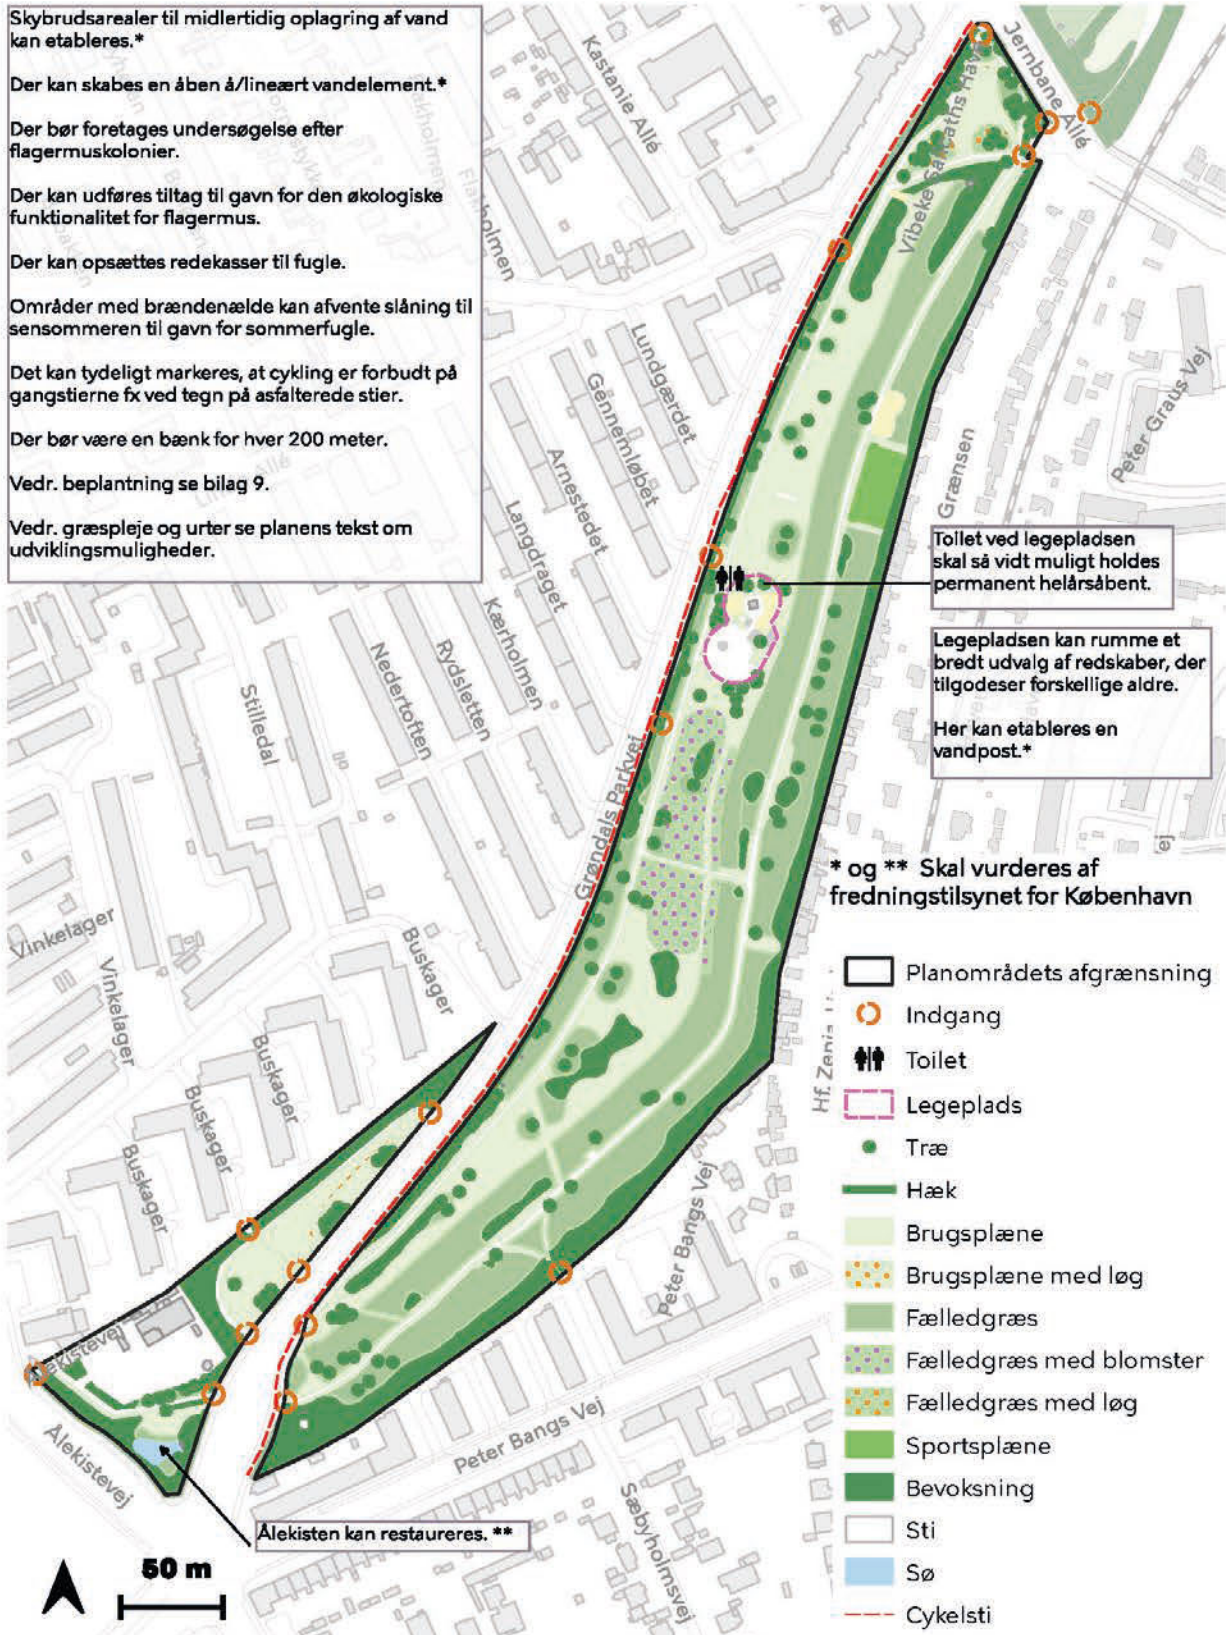 Skybrudsarealer til midlertidig oplagring af vand
kan etableres.*
Der kan skabes en åben å/lineært vandelement.*
Der bør foretages undersøgelse efter
flagermuskolonier.
Der kan udføres tiltag til gavn for den økologiske
funktionalitet for flagermus.
Der kan opsættes redekasser til fugle.
Områder med brændenælde kan afvente slåning til
sensommeren til gavn for sommerfugle.
Det kan tydeligt markeres, at cykling er forbudt på
gangstierne fx ved tegn på asfalterede stier.
Der bør være en bænk for hver 200 meter.
Vedr. beplantning se bilag 9.
Vedr. græspleje og urter se planens tekst om
udviklingsmuligheder.
Kastanie Allé
Jernbane Allé
Vibeke Sancaths Have
Lundgærdet
Gennemløbet
Arnestedet
Langdraget
Kærholmen
Rydsletten
Nedertoften
Stilledal
Grøndals Parkvej
Grænsen
Peter Graus Vej
Toilet ved legepladsen
skal så vidt muligt holdes
permanent helårsåbent.
Legepladsen kan rumme et
bredt udvalg af redskaber, der
tilgodeser forskellige aldre.
Her kan etableres en
vandpost.*
ej
* og ** Skal vurderes af
fredningstilsynet for København
Vinkelager
Vinkelager
Buskager
Buskager
Buskager
Buskager
Hf. Zenia
Ålekistevej
Ålekistevej
Peter Bangs Vej
Peter Bangs Vej
Sæbyholmsvej
Ålekisten kan restaureres. **
50 m
Planområdets afgrænsning
Indgang
Toilet
Legeplads
Træ
Hæk
Brugsplæne
Brugsplæne med løg
Fælledgræs
Fælledgræs med blomster
Fælledgræs med løg
Sportsplæne
Bevoksning
Sti
Sø
Cykelsti